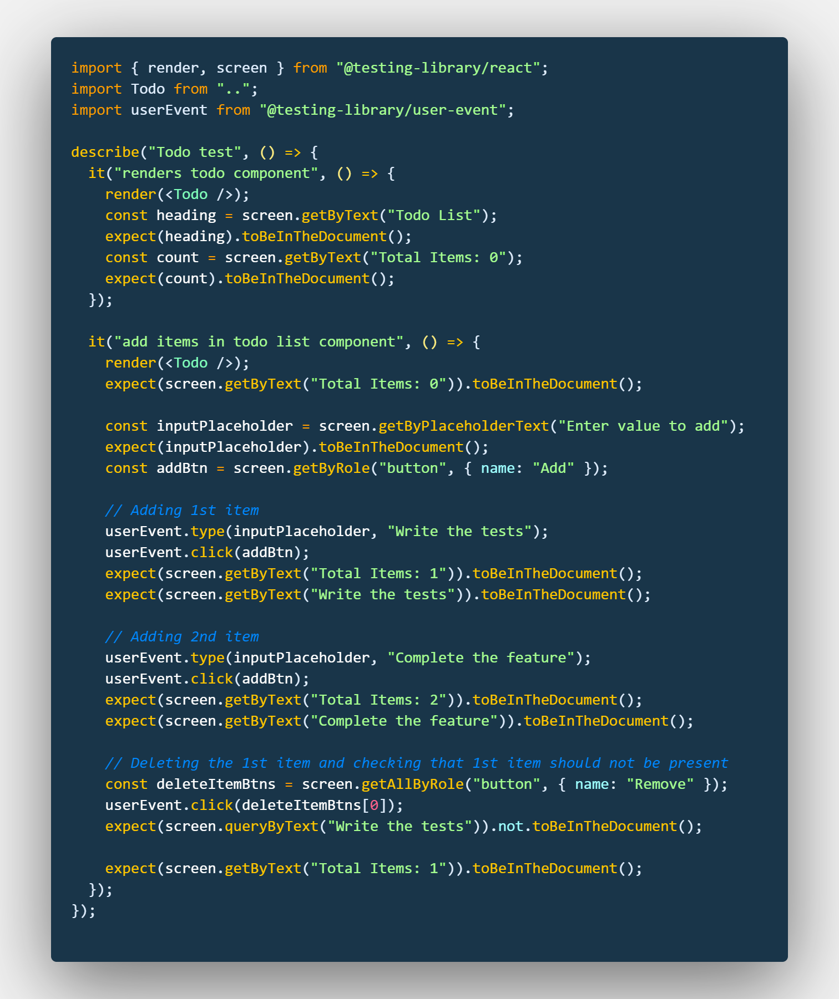 import { render, screen } from "@testing-library/react";
import Todo from "..";
import userEvent from "@testing-library/user-event";

describe("Todo test", () => {
  it("renders todo component", () => {
    render(<Todo />);
    const heading = screen.getByText("Todo List");
    expect(heading).toBeInTheDocument();
    const count = screen.getByText("Total Items: 0");
    expect(count).toBeInTheDocument();
  });

  it("add items in todo list component", () => {
    render(<Todo />);
    expect(screen.getByText("Total Items: 0")).toBeInTheDocument();

    const inputPlaceholder = screen.getByPlaceholderText("Enter value to add");
    expect(inputPlaceholder).toBeInTheDocument();
    const addBtn = screen.getByRole("button", { name: "Add" });

    // Adding 1st item
    userEvent.type(inputPlaceholder, "Write the tests");
    userEvent.click(addBtn);
    expect(screen.getByText("Total Items: 1")).toBeInTheDocument();
    expect(screen.getByText("Write the tests")).toBeInTheDocument();

    // Adding 2nd item
    userEvent.type(inputPlaceholder, "Complete the feature");
    userEvent.click(addBtn);
    expect(screen.getByText("Total Items: 2")).toBeInTheDocument();
    expect(screen.getByText("Complete the feature")).toBeInTheDocument();

    // Deleting the 1st item and checking that 1st item should not be present
    const deleteItemBtns = screen.getAllByRole("button", { name: "Remove" });
    userEvent.click(deleteItemBtns[0]);
    expect(screen.queryByText("Write the tests")).not.toBeInTheDocument();

    expect(screen.getByText("Total Items: 1")).toBeInTheDocument();
  });
});